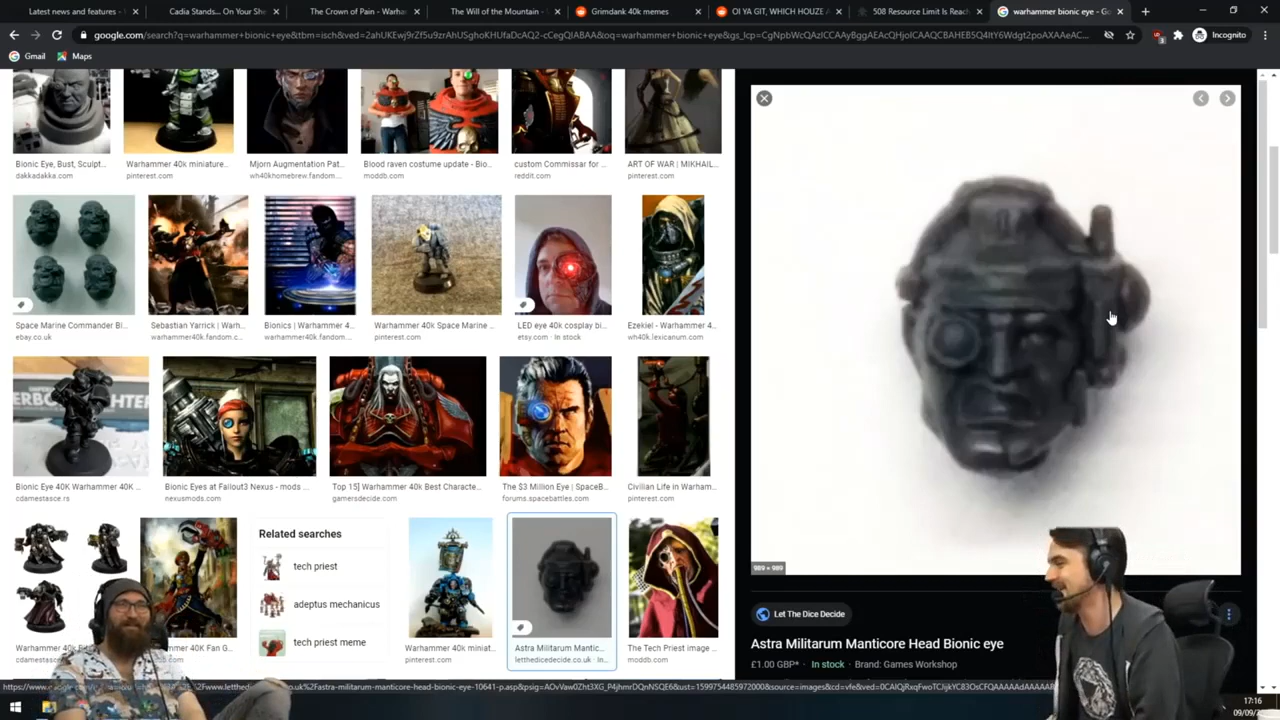 Latest news and features -
Cadia Stands... On Your She
The Crown of Pain - Warha
The Will of the Mountain - W
Grimdank 40k memes
OI YA GIT, WHICH HOUZE A
508 Resource Limit Is Reach
warhammer bionic eye - Go
Incognito
Gmail
Maps
Bionic Eye, Bust, Sculpt...
dakkadakka.com
Warhammer 40k miniature...
pinterest.com
Mjorn Augmentation Pat...
wh40khomebrew.fandom....
Blood raven costume update - Bio...
moddb.com
custom Commissar for ...
reddit.com
ART OF WAR | MIKHAIL...
pinterest.com
Space Marine Commander Bi...
ebay.co.uk
Sebastian Yarrick | Warh...
warhammer40k.fandom.c...
Bionics | Warhammer 4...
warhammer40k.fandom....
Warhammer 40k Space Marine ...
pinterest.com
LED eye 40k cosplay bi...
etsy.com · In stock
Ezekiel - Warhammer 4...
wh40k.lexicanum.com
Bionic Eye 40K Warhammer 40K ...
cdamestasce.rs
Bionic Eyes at Fallout3 Nexus - mods ...
nexusmods.com
Top 15] Warhammer 40k Best Characte...
gamersdecide.com
The $3 Million Eye | SpaceB...
forums.spacebattles.com
Civilian Life in Warham...
pinterest.com
Related searches
tech priest
adeptus mechanicus
tech priest meme
cdamestasc
40K Fan G...
Warhammer 40k miniat...
pinterest.com
Astra Militarum Mantic...
letthedicedecide.co.uk · In...
The Tech Priest image ...
moddb.com
989 × 989
Let The Dice Decide
Astra Militarum Manticore Head Bionic eye
£1.00 GBP* · In stock · Brand: Games Workshop
17:16